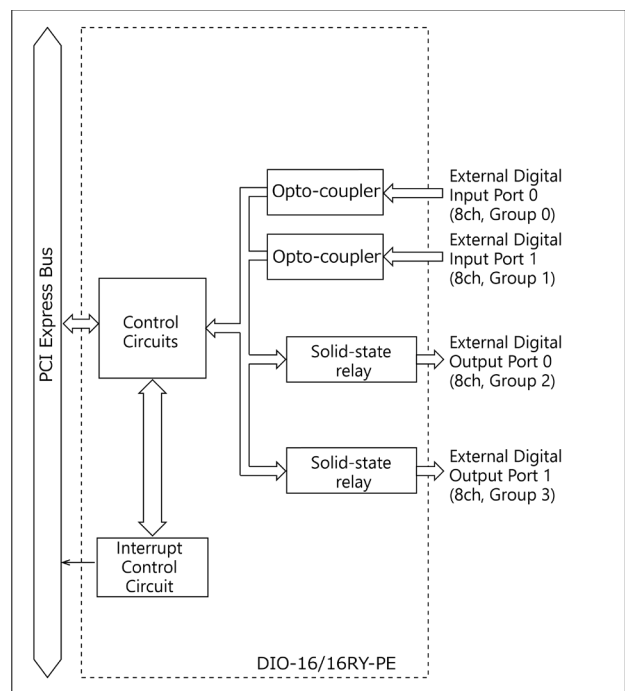 PCI Express Bus
Opto-coupler
External Digital
Input Port 0
(8ch, Group 0)
Opto-coupler
External Digital
Input Port 1
(8ch, Group 1)
Control
Circuits
Solid-state
relay
External Digital
Output Port 0
(8ch, Group 2)
Solid-state
relay
External Digital
Output Port 1
(8ch, Group 3)
Interrupt
Control
Circuit
DIO-16/16RY-PE